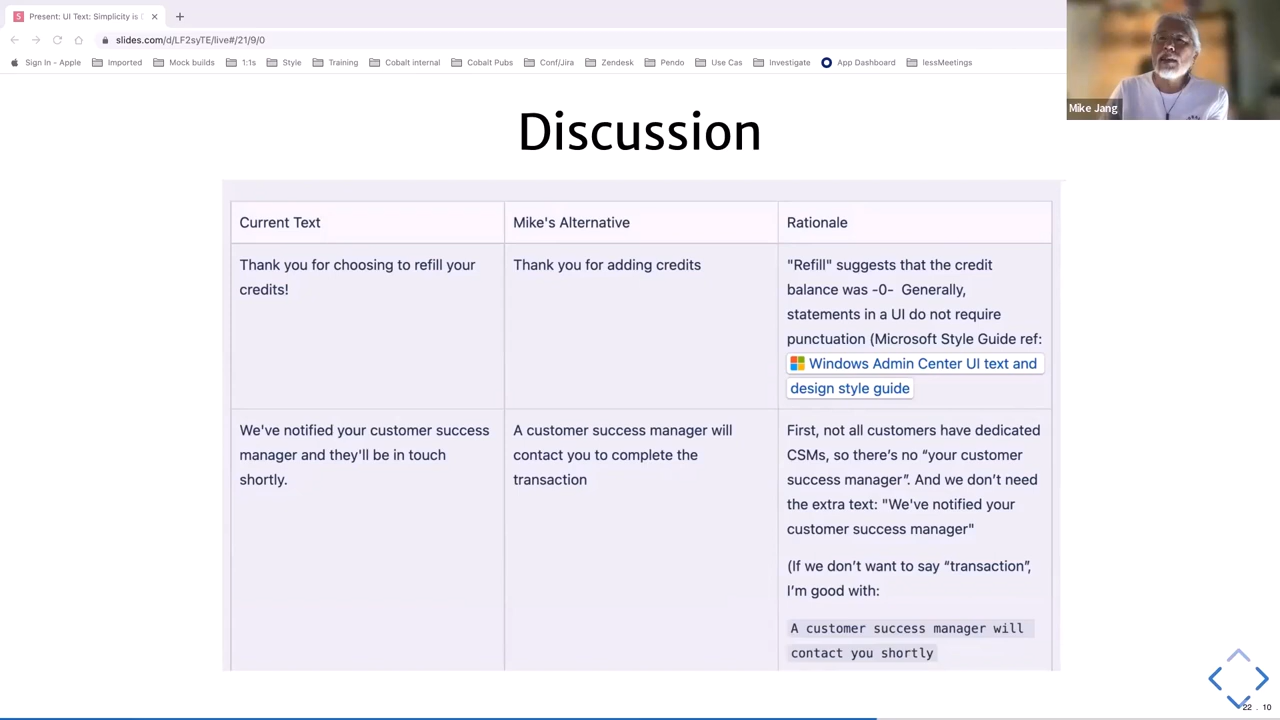 Present: UI Text: Simplicity is
slides.com/d/LF2syTE/live#/21/9/0
Sign In - Apple Imported Mock builds 1:1s Style Training Cobalt internal Cobalt Pubs Conf/Jira Zendesk Pendo Use Cas Investigate App Dashboard lessMeetings
Mike Jang
Discussion
Current Text Mike's Alternative Rationale
Thank you for choosing to refill your
credits!
Thank you for adding credits
"Refill" suggests that the credit
balance was -0- Generally,
statements in a UI do not require
punctuation (Microsoft Style Guide ref:
Windows Admin Center UI text and
design style guide
We've notified your customer success
manager and they'll be in touch
shortly.
A customer success manager will
contact you to complete the
transaction
First, not all customers have dedicated
CSMs, so there’s no “your customer
success manager”. And we don’t need
the extra text: "We've notified your
customer success manager"
(If we don’t want to say “transaction”,
I’m good with:
A customer success manager will
contact you shortly
22 . 10